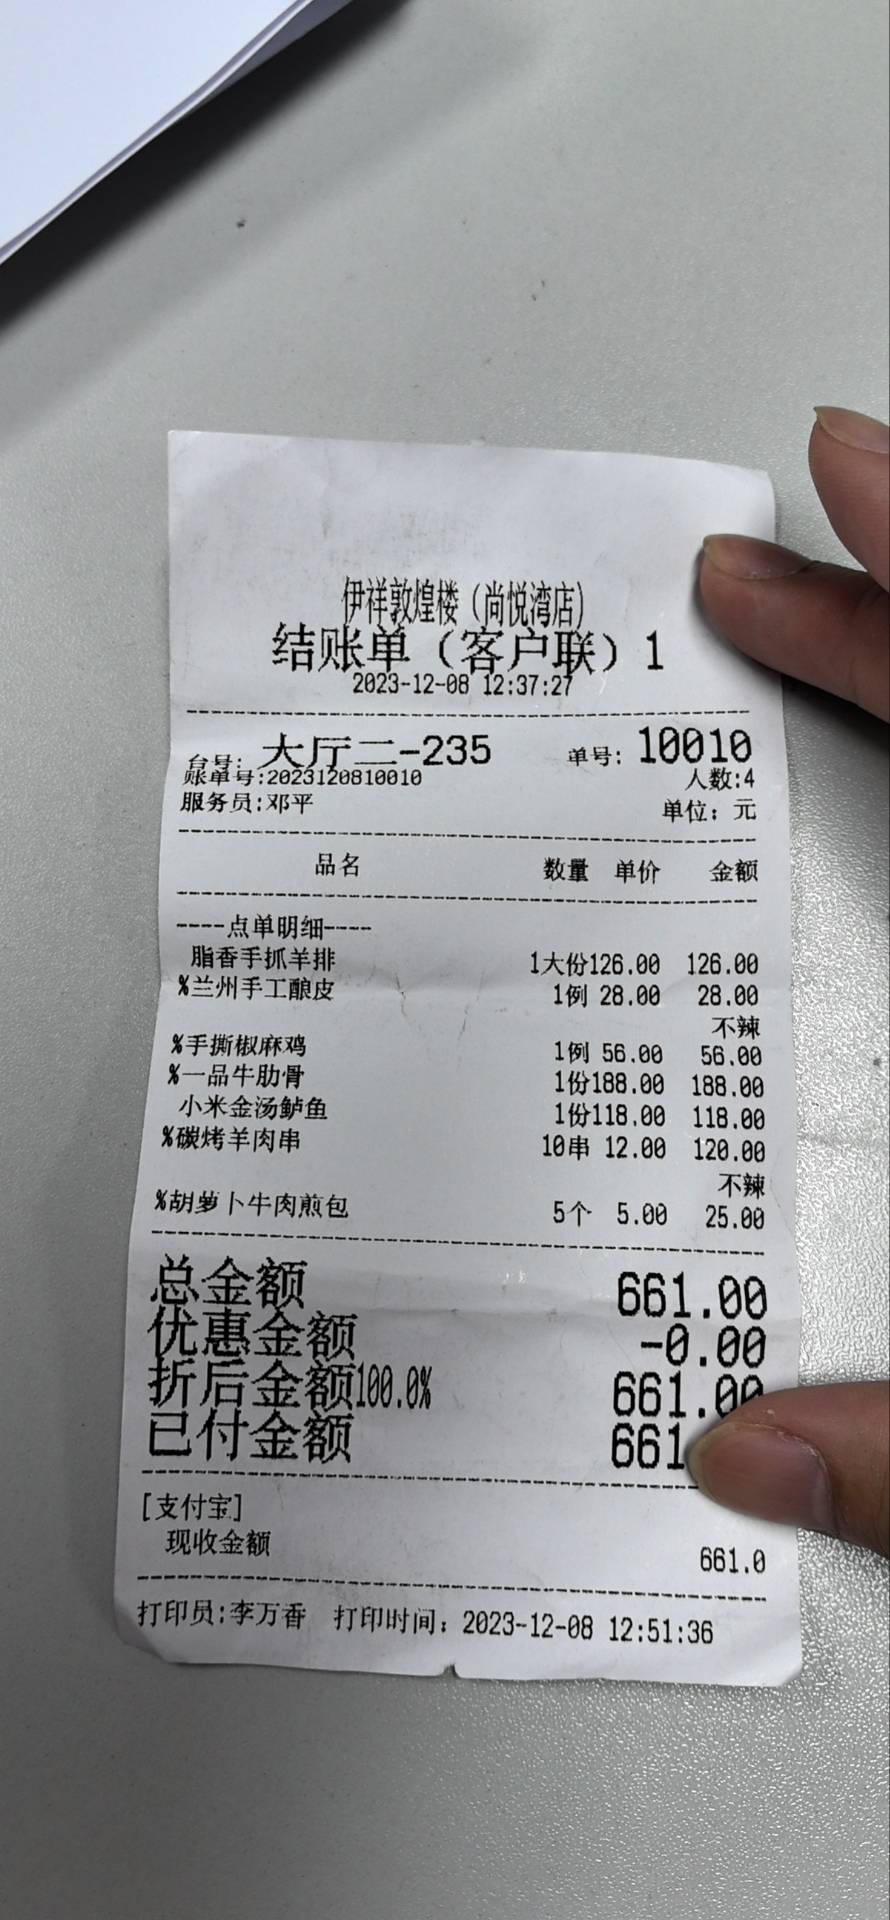 伊祥敦煌楼（尚悦湾店）
结账单（客户联）1
2023-12-08 12:37:27
台号: 大厅二-235 单号: 10010
账单号:2023120810010 人数:4
服务员:邓平 单位: 元
品名 数量 单价 金额
----点单明细----
脂香手抓羊排 1大份126.00 126.00
%兰州手工酿皮 1例 28.00 28.00
不辣
%手撕椒麻鸡 1例 56.00 56.00
%一品牛肋骨 1份188.00 188.00
小米金汤鲈鱼 1份118.00 118.00
%碳烤羊肉串 10串 12.00 120.00
不辣
%胡萝卜牛肉煎包 5个 5.00 25.00
总金额 661.00
优惠金额 -0.00
折后金额100.0% 661.00
已付金额 661
[支付宝]
现收金额 661.0
打印员:李万香 打印时间: 2023-12-08 12:51:36